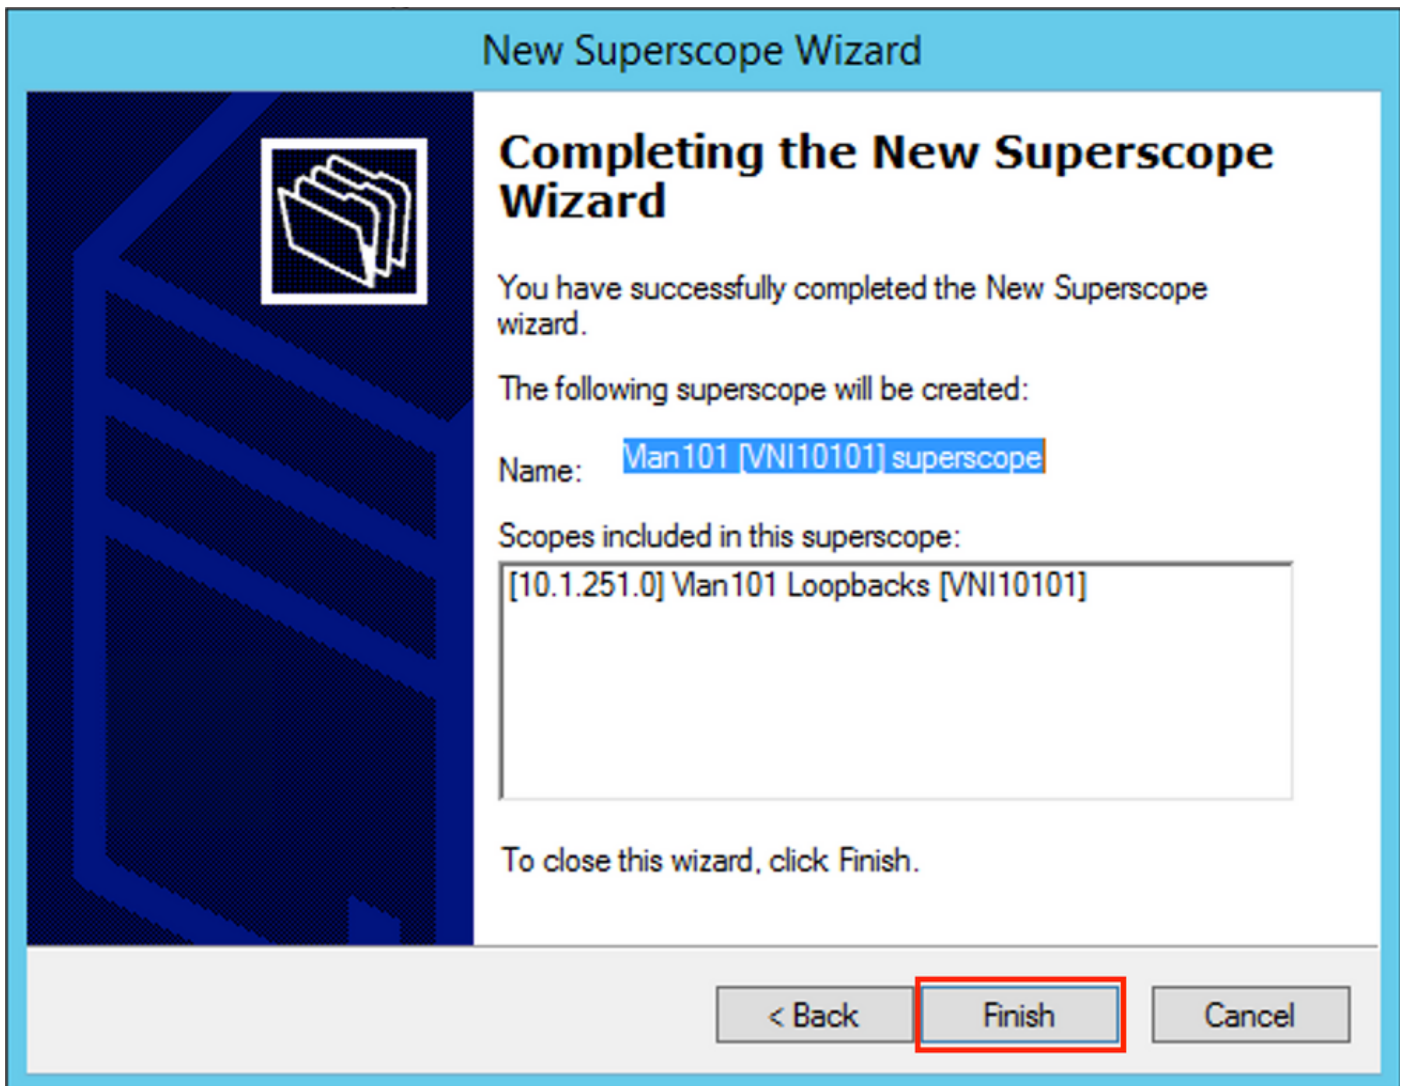 New Superscope Wizard
Completing the New Superscope
Wizard
You have successfully completed the New Superscope
wizard.
The following superscope will be created:
Name: Vlan101 [VNI10101] superscope
Scopes included in this superscope:
[10.1.251.0] Vlan101 Loopbacks [VNI10101]
To close this wizard, click Finish.
< Back Finish Cancel